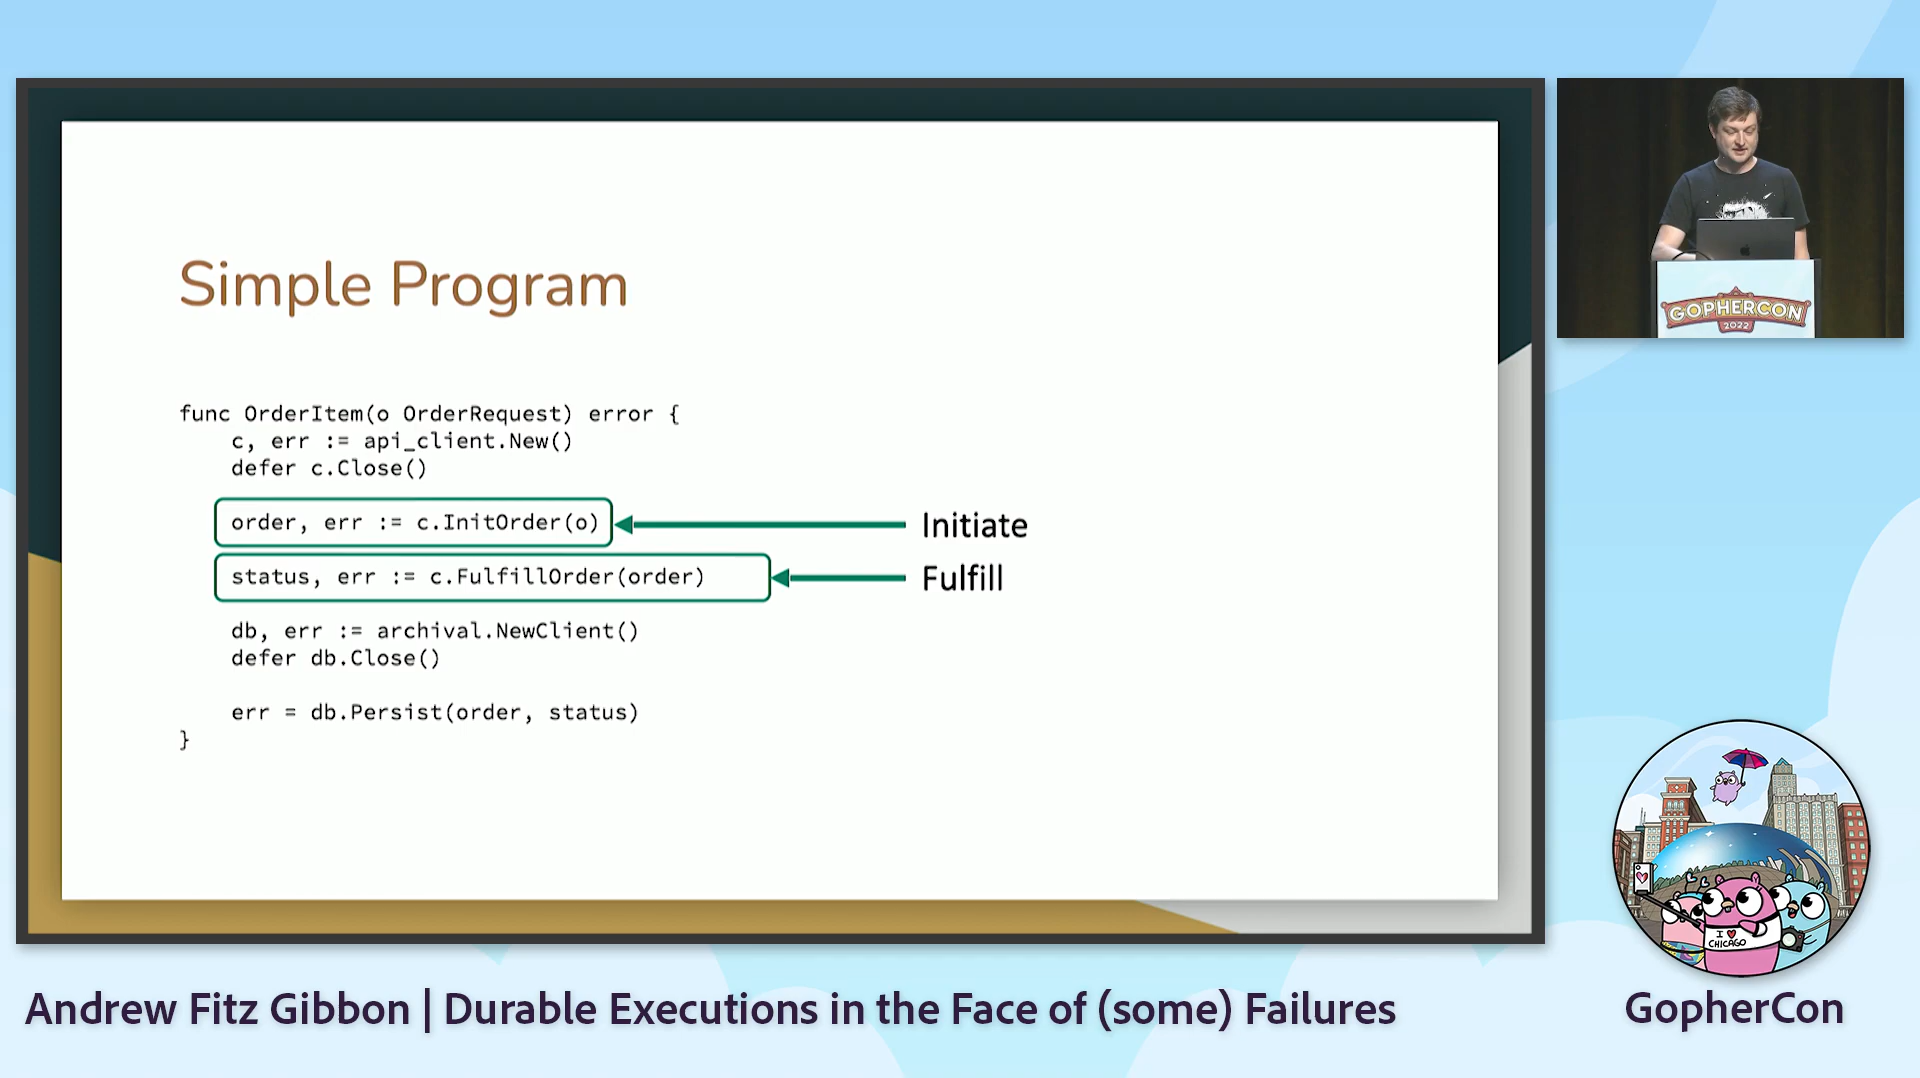 Simple Program
func OrderItem(o OrderRequest) error {
c, err := api_client.New()
defer c.Close()
order, err := c.InitOrder(o)
Initiate
status, err := c.FulfillOrder(order)
Fulfill
db, err := archival.NewClient()
defer db.Close()
err = db.Persist(order, status)
}
GOPHERCON
2022
I ♥
CHICAGO
Andrew Fitz Gibbon | Durable Executions in the Face of (some) Failures
GopherCon